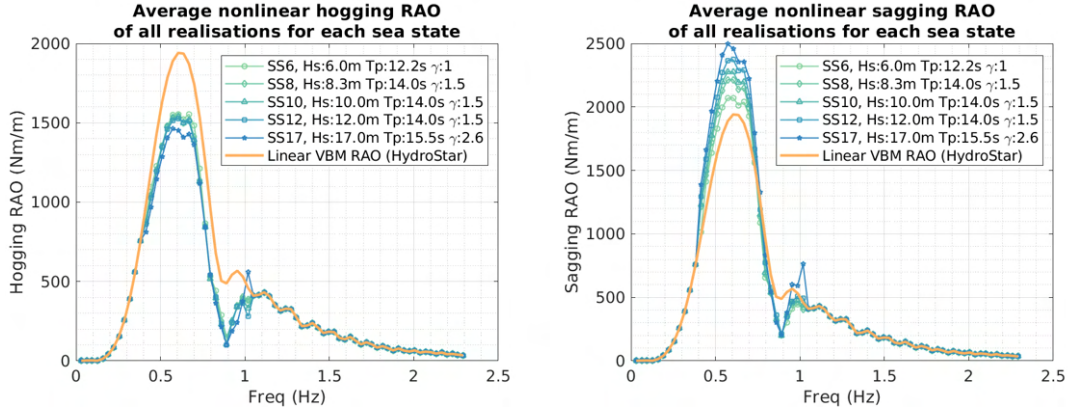 Average nonlinear hogging RAO
of all realisations for each sea state
2000
1500
1000
500
0
Hogging RAO (Nm/m)
SS6, Hs:6.0m Tp:12.2s γ:1
SS8, Hs:8.3m Tp:14.0s γ:1.5
SS10, Hs:10.0m Tp:14.0s γ:1.5
SS12, Hs:12.0m Tp:14.0s γ:1.5
SS17, Hs:17.0m Tp:15.5s γ:2.6
Linear VBM RAO (HydroStar)
0 0.5 1 1.5 2 2.5
Freq (Hz)
Average nonlinear sagging RAO
of all realisations for each sea state
2500
2000
1500
1000
500
0
Sagging RAO (Nm/m)
SS6, Hs:6.0m Tp:12.2s γ:1
SS8, Hs:8.3m Tp:14.0s γ:1.5
SS10, Hs:10.0m Tp:14.0s γ:1.5
SS12, Hs:12.0m Tp:14.0s γ:1.5
SS17, Hs:17.0m Tp:15.5s γ:2.6
Linear VBM RAO (HydroStar)
0 0.5 1 1.5 2 2.5
Freq (Hz)